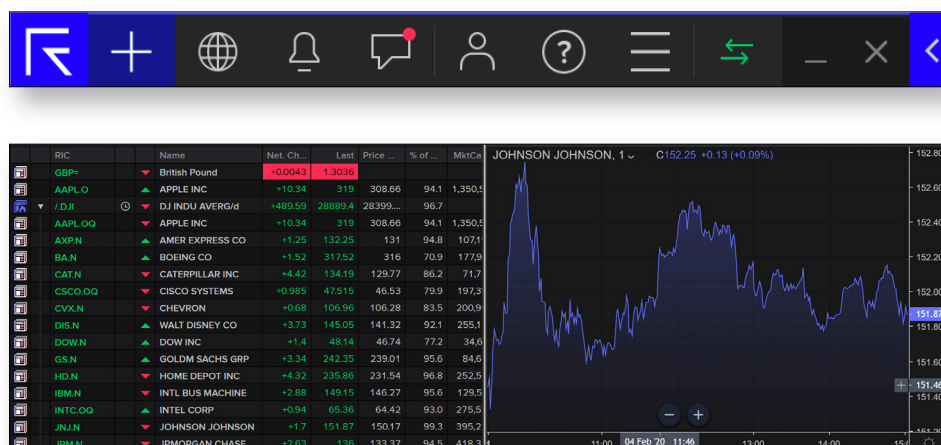 ?
RIC Name Net. Ch... Last Price ... % of ... MktCa
GBP= British Pound +0.0043 1.3036
AAPL.O APPLE INC +10.34 319 308.66 94.1 1,350,5
/.DJI DJ INDU AVERG/d +489.59 28889.4 28399.... 96.7
AAPL.OQ APPLE INC +10.34 319 308.66 94.1 1,350,5
AXP.N AMER EXPRESS CO +1.25 132.25 131 94.8 107,1
BA.N BOEING CO +1.52 317.52 316 70.9 177,9
CAT.N CATERPILLAR INC +4.42 134.19 129.77 86.2 71,7
CSCO.OQ CISCO SYSTEMS +0.985 47.515 46.53 79.9 197,3
CVX.N CHEVRON +0.68 106.96 106.28 83.5 200,9
DIS.N WALT DISNEY CO +3.73 145.05 141.32 92.1 255,1
DOW.N DOW INC +1.4 48.14 46.74 77.2 34,6
GS.N GOLDM SACHS GRP +3.34 242.35 239.01 95.6 84,6
HD.N HOME DEPOT INC +4.32 235.86 231.54 96.8 252,5
IBM.N INTL BUS MACHINE +2.88 149.15 146.27 95.6 129,5
INTC.OQ INTEL CORP +0.94 65.36 64.42 93.0 275,5
JNJ.N JOHNSON JOHNSON +1.7 151.87 150.17 99.3 395,2
JPM.N JPMORGAN CHASE +2.63 136 133.37 94.5 418,3
JOHNSON JOHNSON, 1 C152.25 +0.13 (+0.09%)
152.80
152.60
152.40
152.20
152.00
151.87
151.60
151.46
151.40
11:00 04 Feb '20 11:46 13:00 14:00